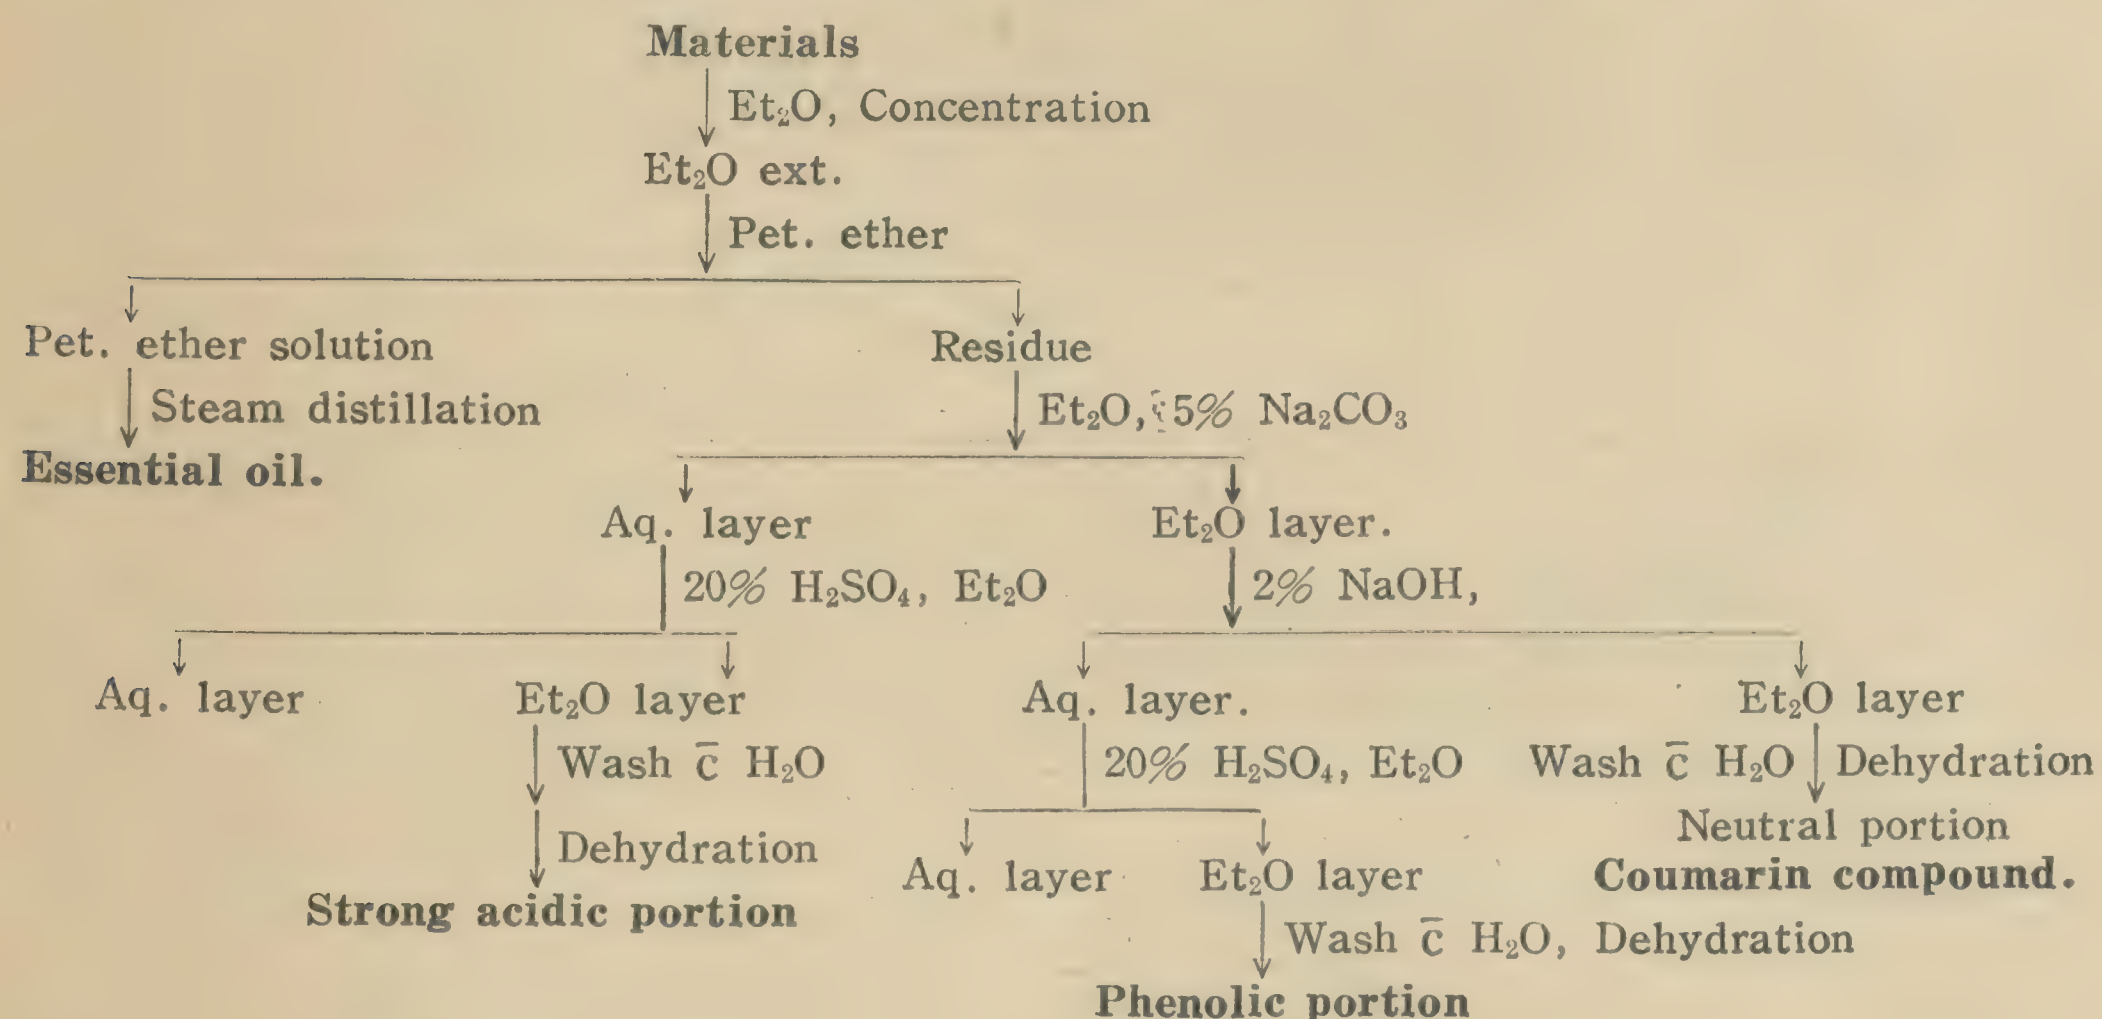 Materials
Et₂O, Concentration
Et₂O ext.
Pet. ether
Pet. ether solution Residue
Steam distillation Et₂O, 5% Na₂CO₃
Essential oil.
Aq. layer Et₂O layer.
20% H₂SO₄, Et₂O 2% NaOH,
Aq. layer Et₂O layer Aq. layer. Et₂O layer
Wash c̄ H₂O 20% H₂SO₄, Et₂O Wash c̄ H₂O Dehydration
Neutral portion
Dehydration Aq. layer Et₂O layer Coumarin compound.
Strong acidic portion
Wash c̄ H₂O, Dehydration
Phenolic portion